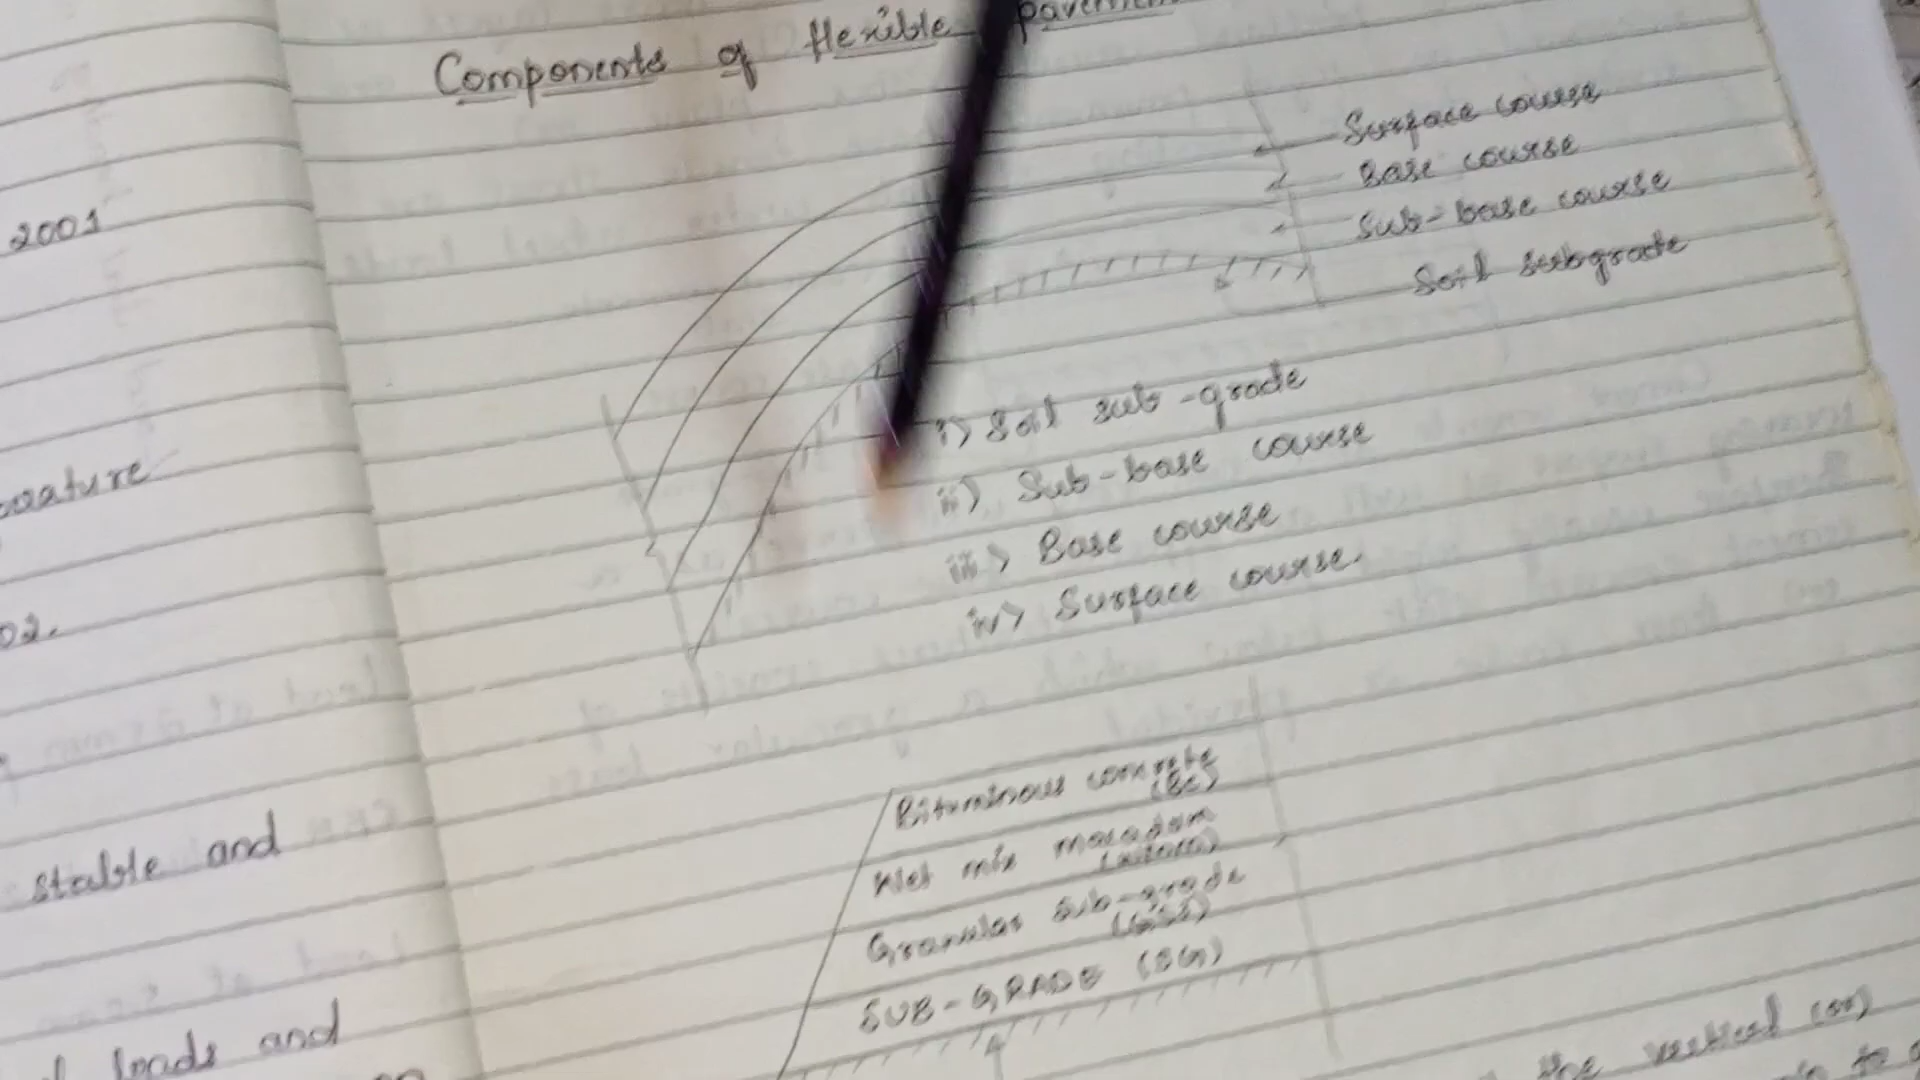 2001
02.
stable and
loads and
Components of flexible pavement
Surface course
Base course
Sub-base course
Soil subgrade
i) Soil sub-grade
ii) Sub-base course
iii) Base course
iv) Surface course.
Bituminous concrete
(BC)
Wet mix macadam
Granular sub-grade
SUB-GRADE (SG)
the vertical (or)